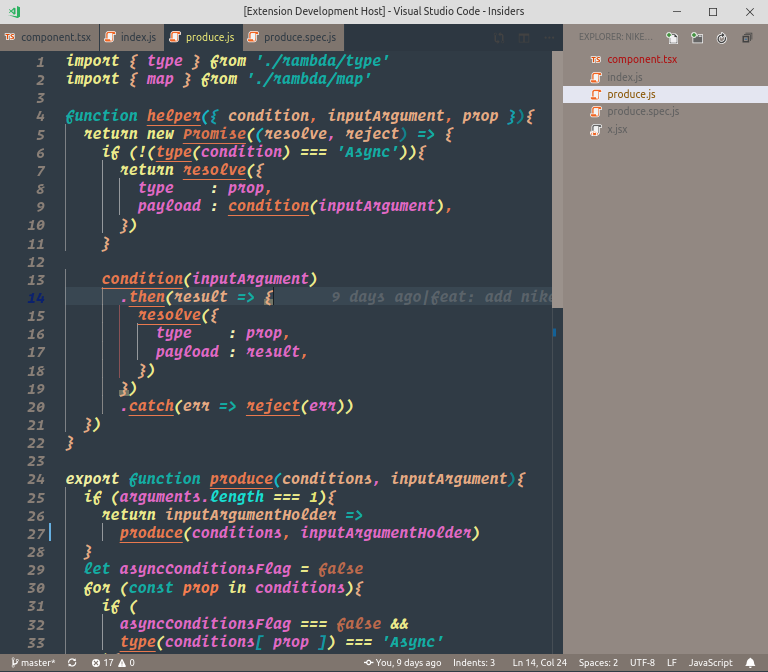 [Extension Development Host] - Visual Studio Code - Insiders
TS component.tsx index.js produce.js produce.spec.js
EXPLORER: NIKE...
TS component.tsx
index.js
produce.js
produce.spec.js
x.jsx
1 import { type } from './rambda/type'
2 import { map } from './rambda/map'
3
4 function helper({ condition, inputArgument, prop }){
5 return new Promise((resolve, reject) => {
6 if (!(type(condition) === 'Async')){
7 return resolve({
8 type : prop,
9 payload : condition(inputArgument),
10 })
11 }
12
13 condition(inputArgument)
14 .then(result => { 9 days ago|feat: add nik
15 resolve({
16 type : prop,
17 payload : result,
18 })
19 })
20 .catch(err => reject(err))
21 })
22 }
23
24 export function produce(conditions, inputArgument){
25 if (arguments.length === 1){
26 return inputArgumentHolder =>
27 produce(conditions, inputArgumentHolder)
28 }
29 let asyncConditionsFlag = false
30 for (const prop in conditions){
31 if (
32 asyncConditionsFlag === false &&
33 type(conditions[ prop ]) === 'Async'
master* 17 0 You, 9 days ago Indents: 3 Ln 14, Col 24 Spaces: 2 UTF-8 LF JavaScript